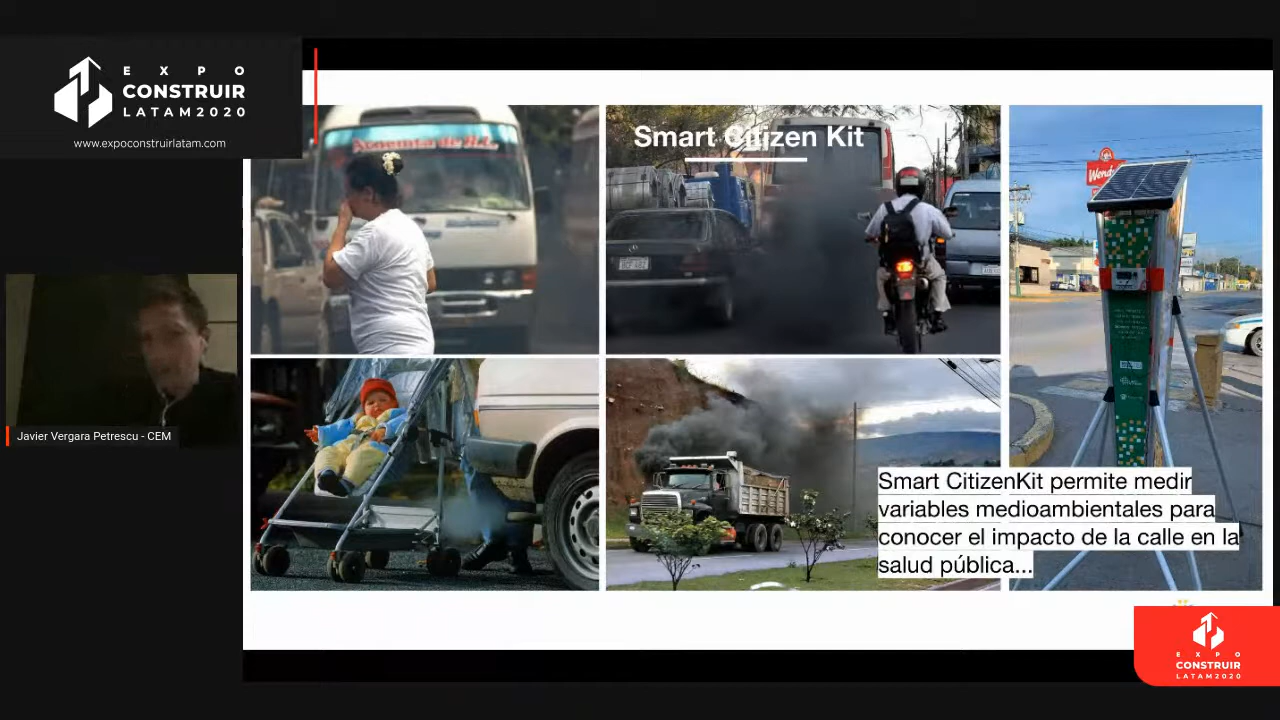 EXPO
CONSTRUIR
LATAM2020
www.expoconstruirlatam.com
Smart Citizen Kit
Javier Vergara Petrescu - CEM
Smart CitizenKit permite medir
variables medioambientales para
conocer el impacto de la calle en la
salud pública...
EXPO
CONSTRUIR
LATAM2020